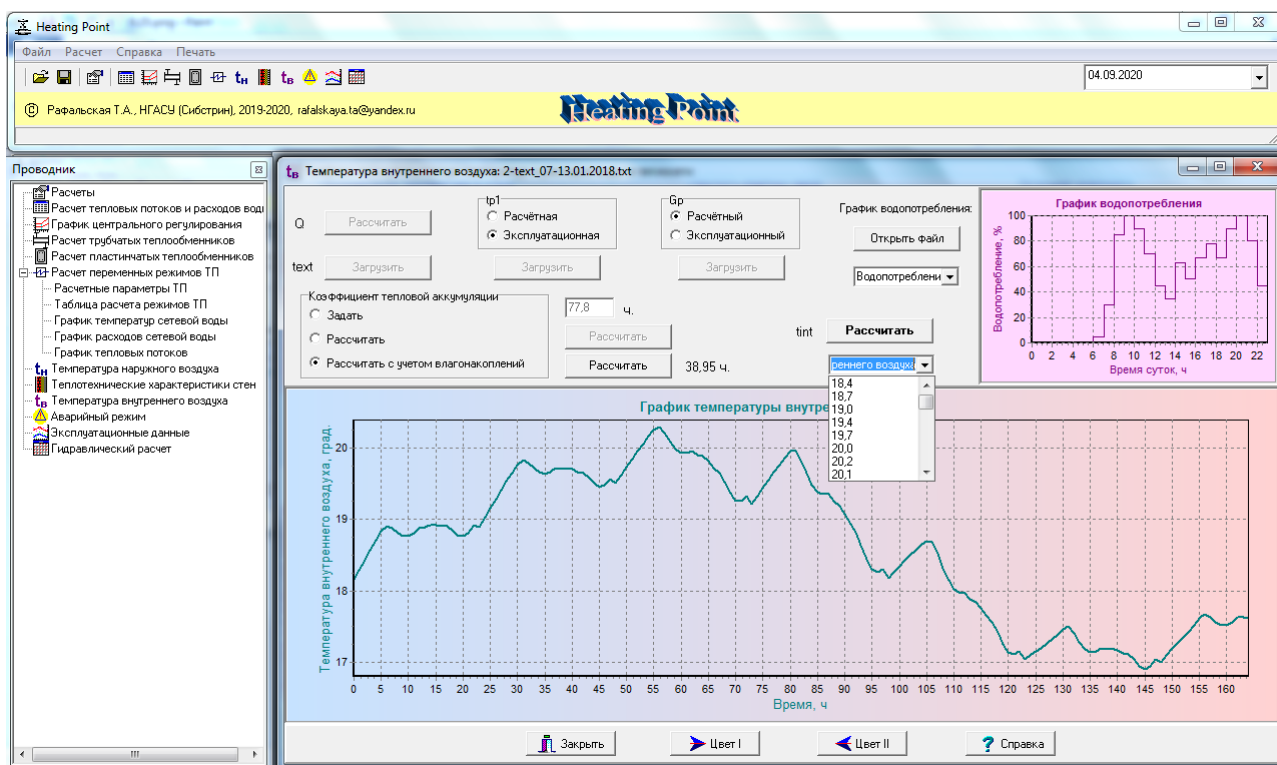 Heating Point
Файл Расчет Справка Печать
tн tв
04.09.2020
© Рафальская Т.А., НГАСУ (Сибстрин), 2019-2020, rafalskaya.ta@yandex.ru
Heating Point
Проводник
Расчеты
Расчет тепловых потоков и расходов воды
График центрального регулирования
Расчет трубчатых теплообменников
Расчет пластинчатых теплообменников
Расчет переменных режимов ТП
Расчетные параметры ТП
Таблица расчета режимов ТП
График температур сетевой воды
График расходов сетевой воды
График тепловых потоков
tн Температура наружного воздуха
Теплотехнические характеристики стен
tв Температура внутреннего воздуха
Аварийный режим
Эксплуатационные данные
Гидравлический расчет
tв Температура внутреннего воздуха: 2-text_07-13.01.2018.txt
Q Рассчитать
tp1
Расчётная
Эксплуатационная
Gp
Расчётный
Эксплуатационный
График водопотребления:
Открыть файл
text Загрузить
Загрузить
Загрузить
Водопотреблени
Коэффициент тепловой аккумуляции
Задать
Рассчитать
Рассчитать с учетом влагонакоплений
77,8 ч.
Рассчитать
Рассчитать 38,95 ч.
tint Рассчитать
реннего воздуха
18,4
18,7
19,0
19,4
19,7
20,0
20,2
20,1
График водопотребления
Водопотребление, %
100
80
60
40
20
0
0 2 4 6 8 10 12 14 16 18 20 22
Время суток, ч
График температуры внутре
Температура внутреннего воздуха, град.
20
19
18
17
0 5 10 15 20 25 30 35 40 45 50 55 60 65 70 75 80 85 90 95 100 105 110 115 120 125 130 135 140 145 150 155 160
Время, ч
Закрыть
Цвет I
Цвет II
? Справка